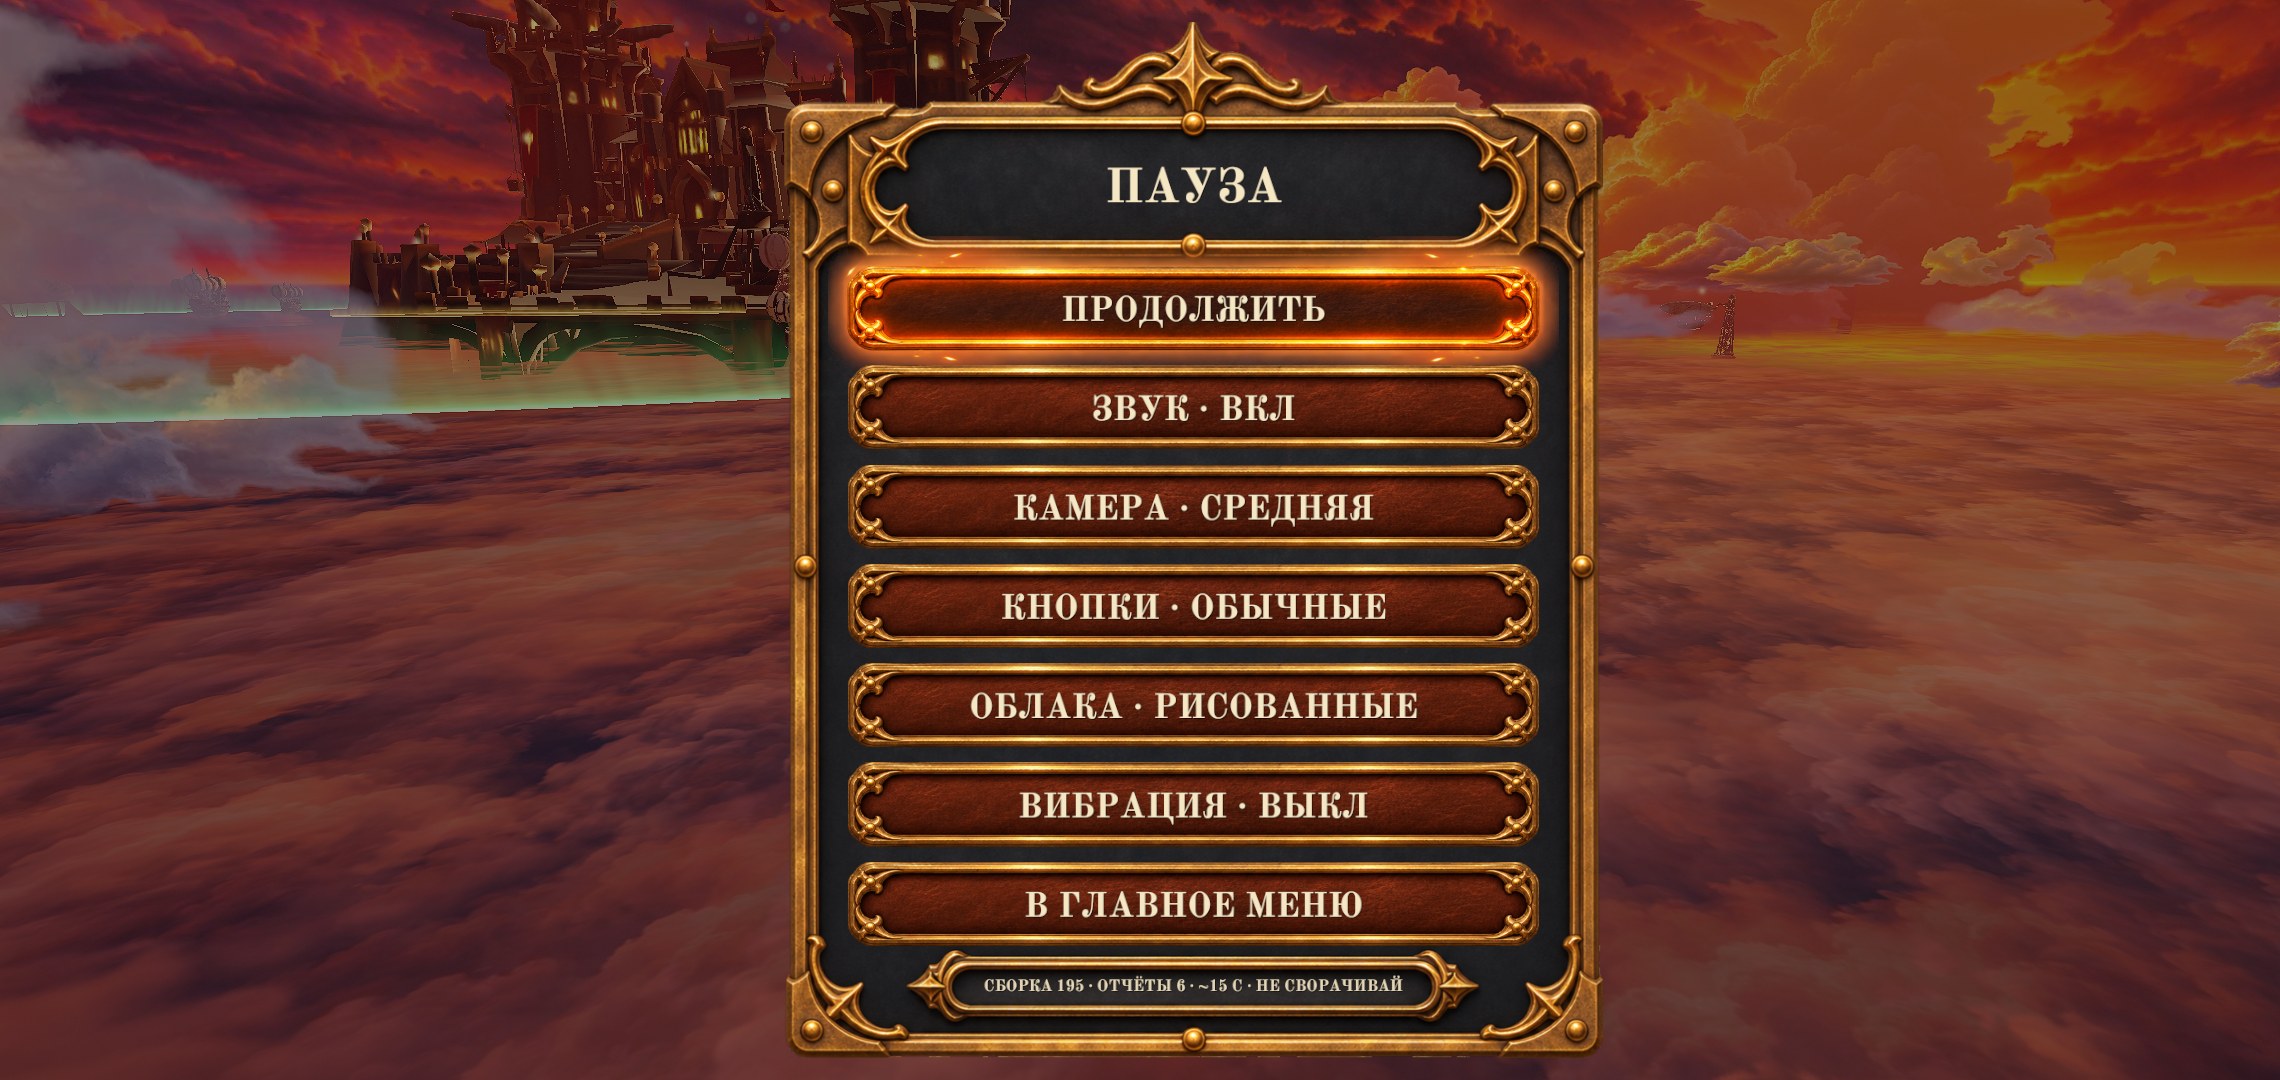 ПАУЗА
ПРОДОЛЖИТЬ
ЗВУК · ВКЛ
КАМЕРА · СРЕДНЯЯ
КНОПКИ · ОБЫЧНЫЕ
ОБЛАКА · РИСОВАННЫЕ
ВИБРАЦИЯ · ВЫКЛ
В ГЛАВНОЕ МЕНЮ
СБОРКА 195 · ОТЧЁТЫ 6 · ~15 С · НЕ СВОРАЧИВАЙ